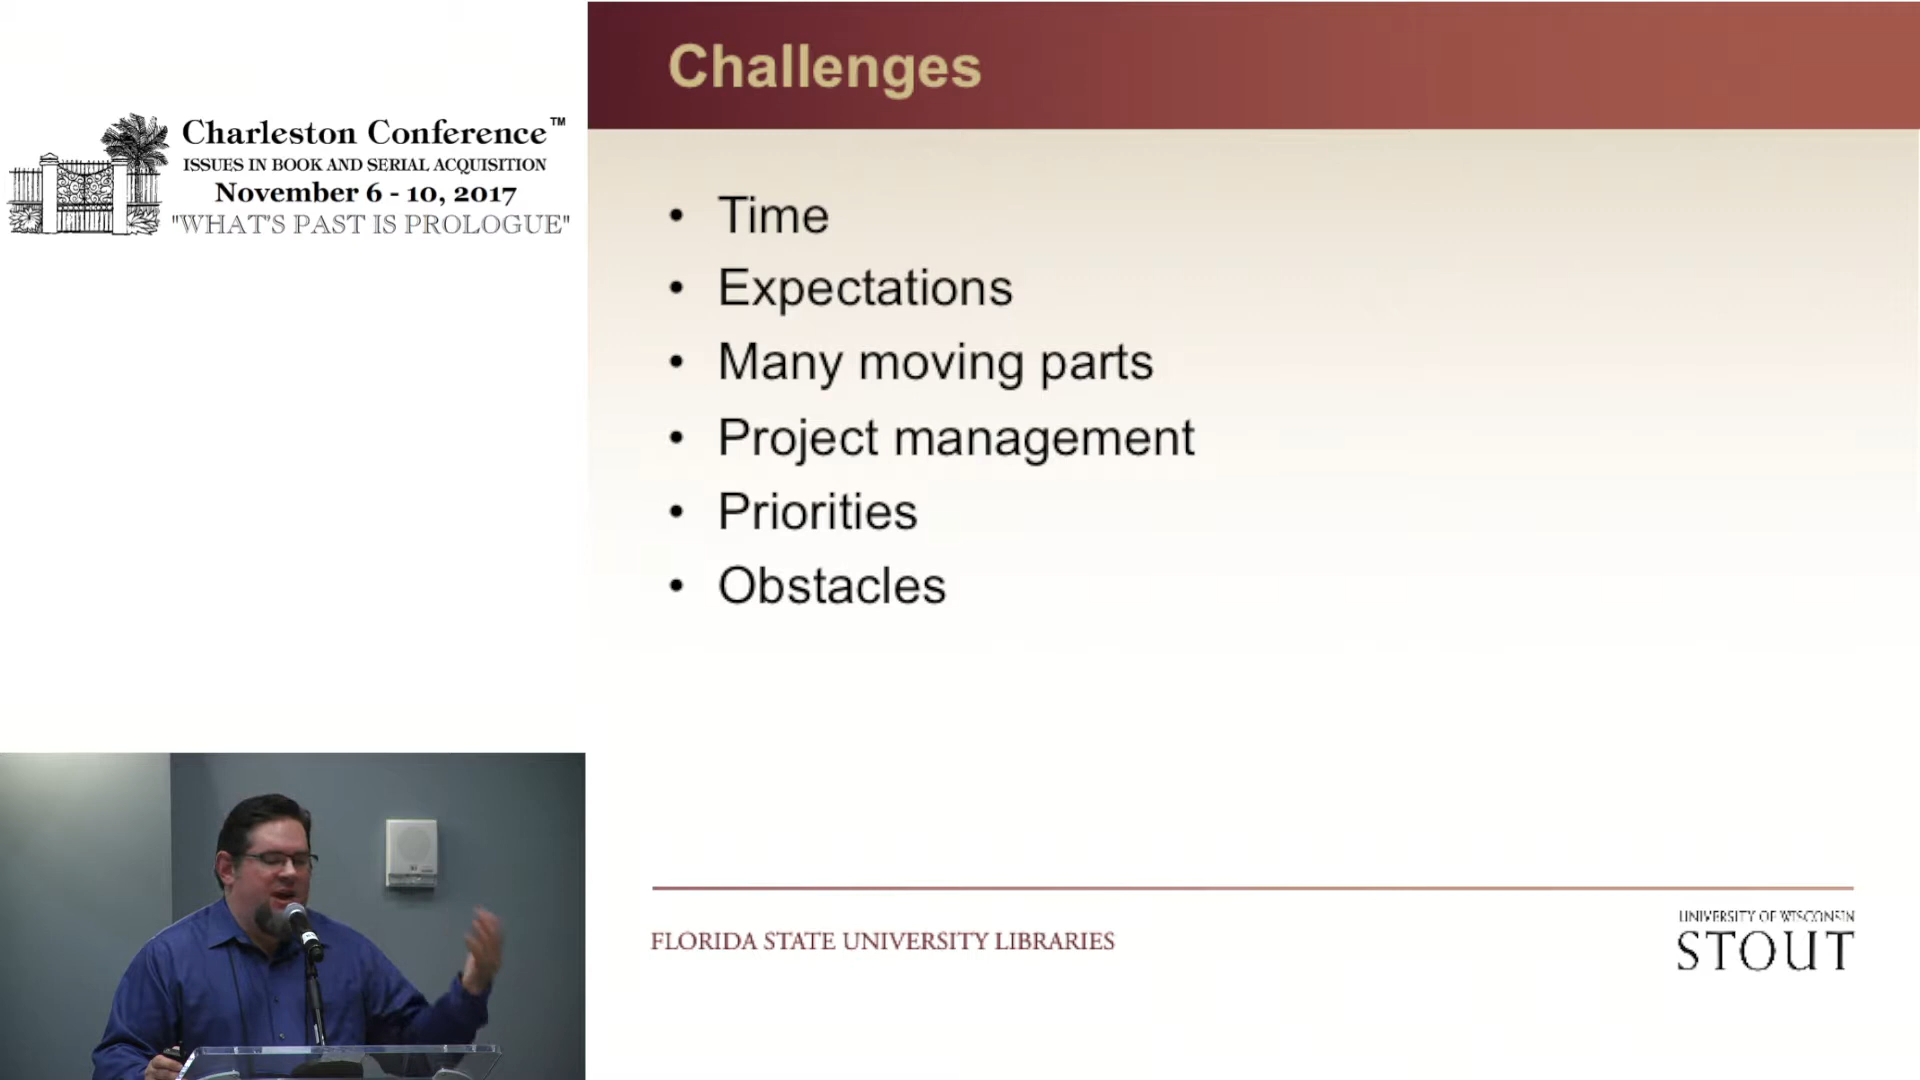 Charleston Conference™
ISSUES IN BOOK AND SERIAL ACQUISITION
November 6 - 10, 2017
"WHAT'S PAST IS PROLOGUE"
Challenges
• Time
• Expectations
• Many moving parts
• Project management
• Priorities
• Obstacles
FLORIDA STATE UNIVERSITY LIBRARIES
UNIVERSITY OF WISCONSIN
STOUT